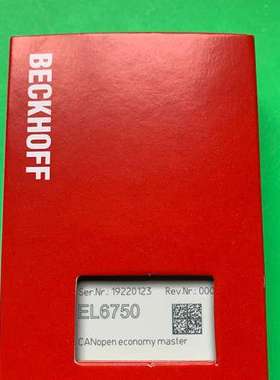 BECKHOFF
Ser.Nr.: 19220123 Rev.Nr.: 000
EL6750
CANopen economy master